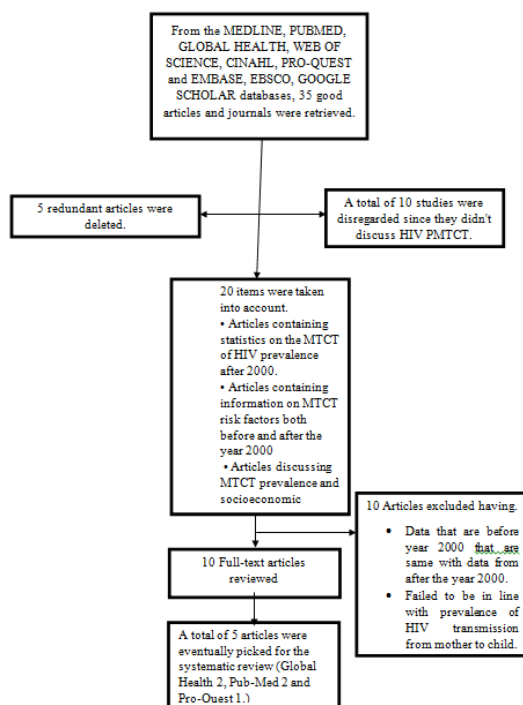 From the MEDLINE, PUBMED,
GLOBAL HEALTH, WEB OF
SCIENCE, CINAHL, PRO-QUEST
and EMBASE, EBSCO, GOOGLE
SCHOLAR databases, 35 good
articles and journals were retrieved.
5 redundant articles were
deleted.
A total of 10 studies were
disregarded since they didn't
discuss HIV PMTCT.
20 items were taken
into account.
• Articles containing
statistics on the MTCT
of HIV prevalence
after 2000.
• Articles containing
information on MTCT
risk factors both
before and after the
year 2000
• Articles discussing
MTCT prevalence and
socioeconomic
10 Articles excluded having.
• Data that are before
year 2000 that are
same with data from
after the year 2000.
• Failed to be in line
with prevalence of
HIV transmission
from mother to child.
10 Full-text articles
reviewed
A total of 5 articles were
eventually picked for the
systematic review (Global
Health 2, Pub-Med 2 and
Pro-Quest 1.)